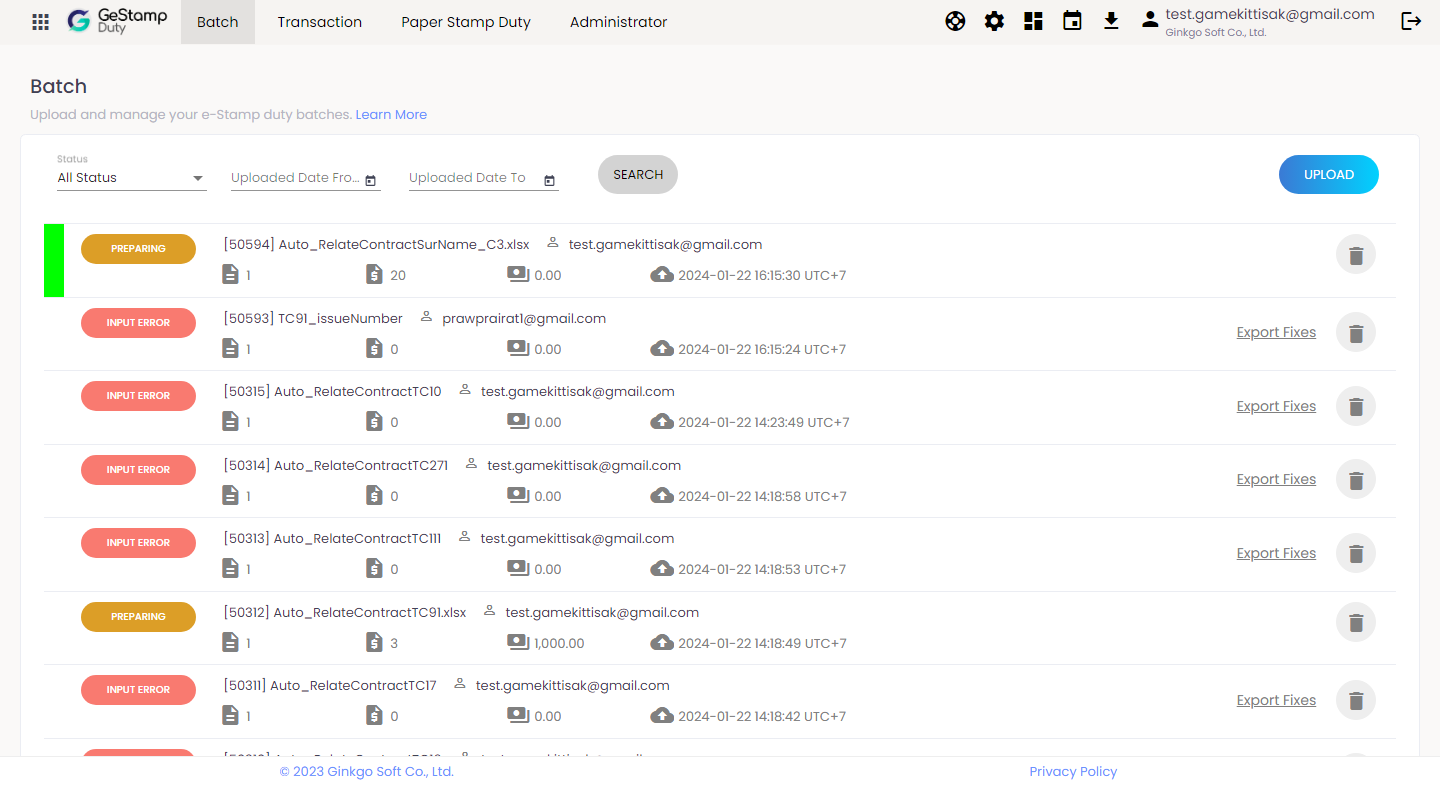 GeStamp
Duty
Batch
Transaction
Paper Stamp Duty
Administrator
test.gamekittisak@gmail.com
Ginkgo Soft Co., Ltd.
Batch
Upload and manage your e-Stamp duty batches. Learn More
Status
All Status
Uploaded Date Fro...
Uploaded Date To
SEARCH
UPLOAD
PREPARING
[50594] Auto_RelateContractSurName_C3.xlsx test.gamekittisak@gmail.com
1 20 0.00 2024-01-22 16:15:30 UTC+7
INPUT ERROR
[50593] TC91_issueNumber prawprairat1@gmail.com
1 0 0.00 2024-01-22 16:15:24 UTC+7
Export Fixes
INPUT ERROR
[50315] Auto_RelateContractTC10 test.gamekittisak@gmail.com
1 0 0.00 2024-01-22 14:23:49 UTC+7
Export Fixes
INPUT ERROR
[50314] Auto_RelateContractTC271 test.gamekittisak@gmail.com
1 0 0.00 2024-01-22 14:18:58 UTC+7
Export Fixes
INPUT ERROR
[50313] Auto_RelateContractTC111 test.gamekittisak@gmail.com
1 0 0.00 2024-01-22 14:18:53 UTC+7
Export Fixes
PREPARING
[50312] Auto_RelateContractTC91.xlsx test.gamekittisak@gmail.com
1 3 1,000.00 2024-01-22 14:18:49 UTC+7
INPUT ERROR
[50311] Auto_RelateContractTC17 test.gamekittisak@gmail.com
1 0 0.00 2024-01-22 14:18:42 UTC+7
Export Fixes
© 2023 Ginkgo Soft Co., Ltd.
Privacy Policy